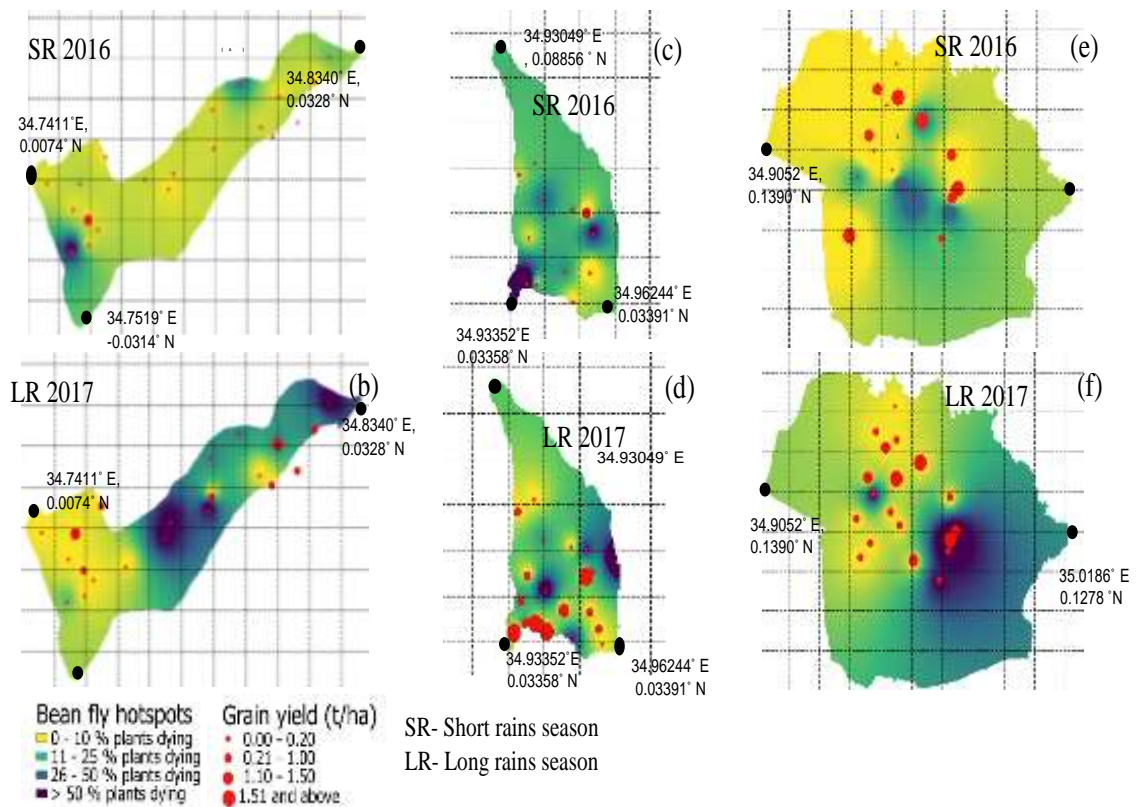 SR 2016
34.8340° E,
0.0328° N
34.7411°E,
0.0074° N
34.7519° E
-0.0314° N
(c)
34.93049° E
, 0.08856 ° N
SR 2016
34.96244° E
0.03391° N
34.93352° E
0.03358° N
(e)
SR 2016
34.9052° E,
0.1390° N
LR 2017
(b)
34.8340° E,
0.0328° N
34.7411° E,
0.0074° N
(d)
LR 2017
34.93049° E
34.93352° E
0.03358° N
34.96244° E
0.03391° N
LR 2017
(f)
34.9052° E,
0.1390° N
35.0186° E
0.1278 °N
Bean fly hotspots
0 - 10 % plants dying
11 - 25 % plants dying
26 - 50 % plants dying
> 50 % plants dying
Grain yield (t/ha)
0.00 - 0.20
0.21 - 1.00
1.10 - 1.50
1.51 and above
SR- Short rains season
LR- Long rains season